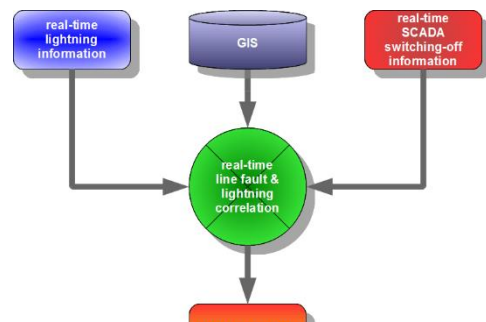 real-time
lightning
information
GIS
real-time
SCADA
switching-off
information
real-time
line fault &
lightning
correlation